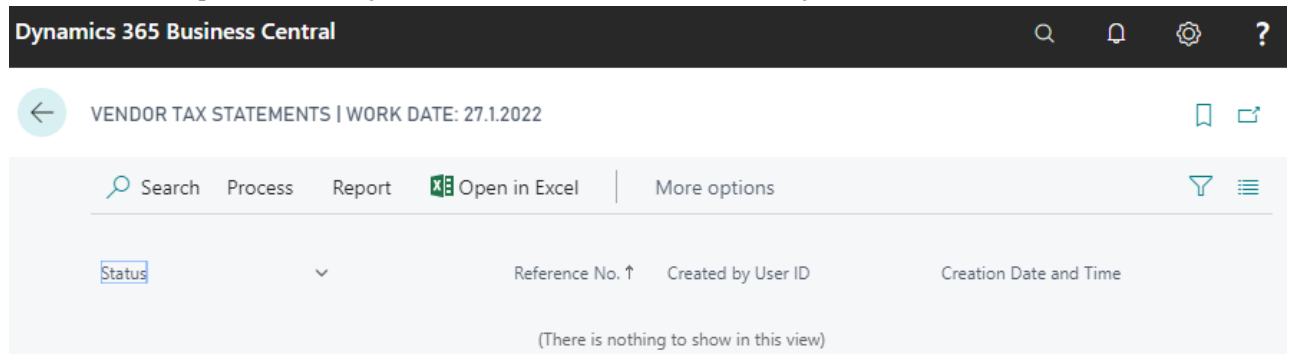 Dynamics 365 Business Central ?
VENDOR TAX STATEMENTS | WORK DATE: 27.1.2022
Search Process Report Open in Excel More options
Status Reference No. ↑ Created by User ID Creation Date and Time
(There is nothing to show in this view)